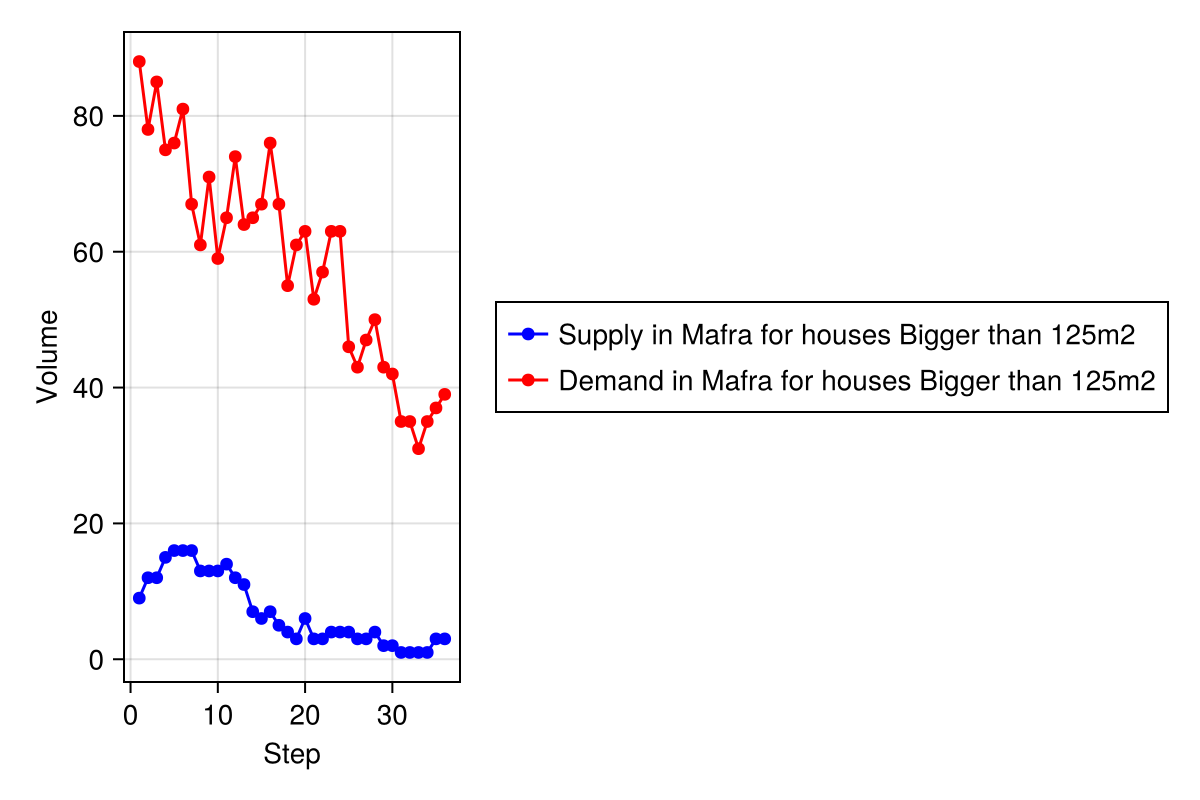 80
60
40
20
0
Volume
0 10 20 30
Step
Supply in Mafra for houses Bigger than 125m2
Demand in Mafra for houses Bigger than 125m2